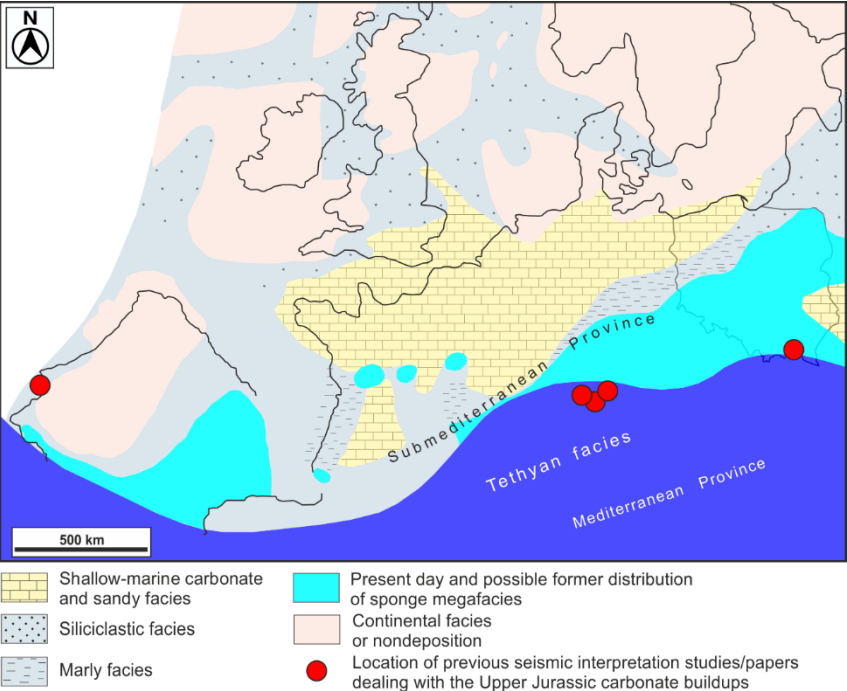 N
Submediterranean Province
Tethyan facies
Mediterranean Province
500 km
Shallow-marine carbonate
and sandy facies
Siliciclastic facies
Marly facies
Present day and possible former distribution
of sponge megafacies
Continental facies
or nondeposition
Location of previous seismic interpretation studies/papers
dealing with the Upper Jurassic carbonate buildups